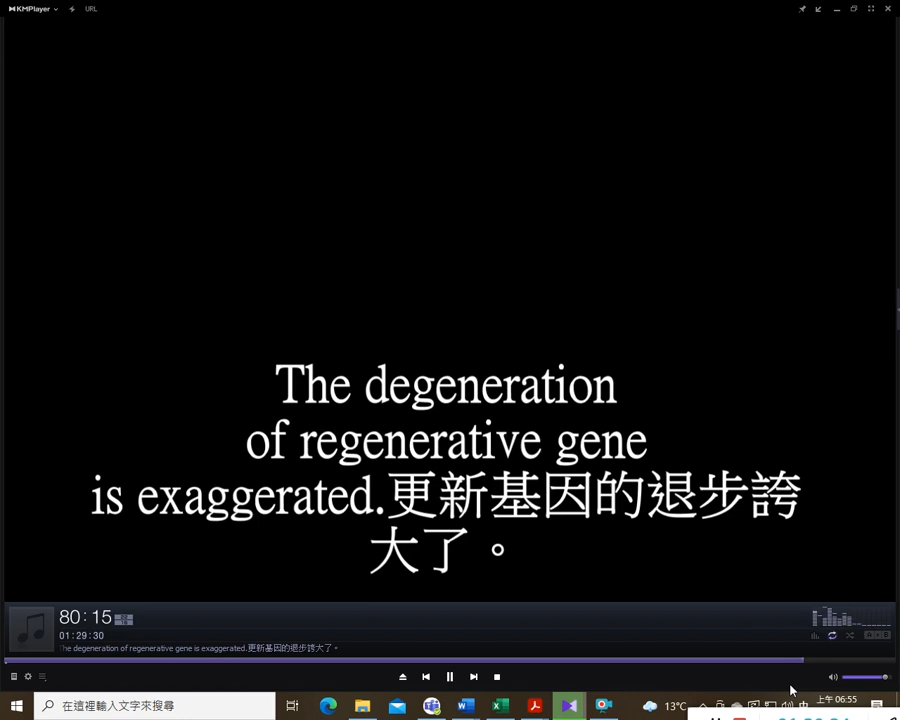 KMPlayer
URL
The degeneration
of regenerative gene
is exaggerated.更新基因的退步誇
大了。
80:15
01:29:30
The degeneration of regenerative gene is exaggerated.更新基因的退步誇大了。
在這裡輸入文字來搜尋
13°C
中
上午 06:55